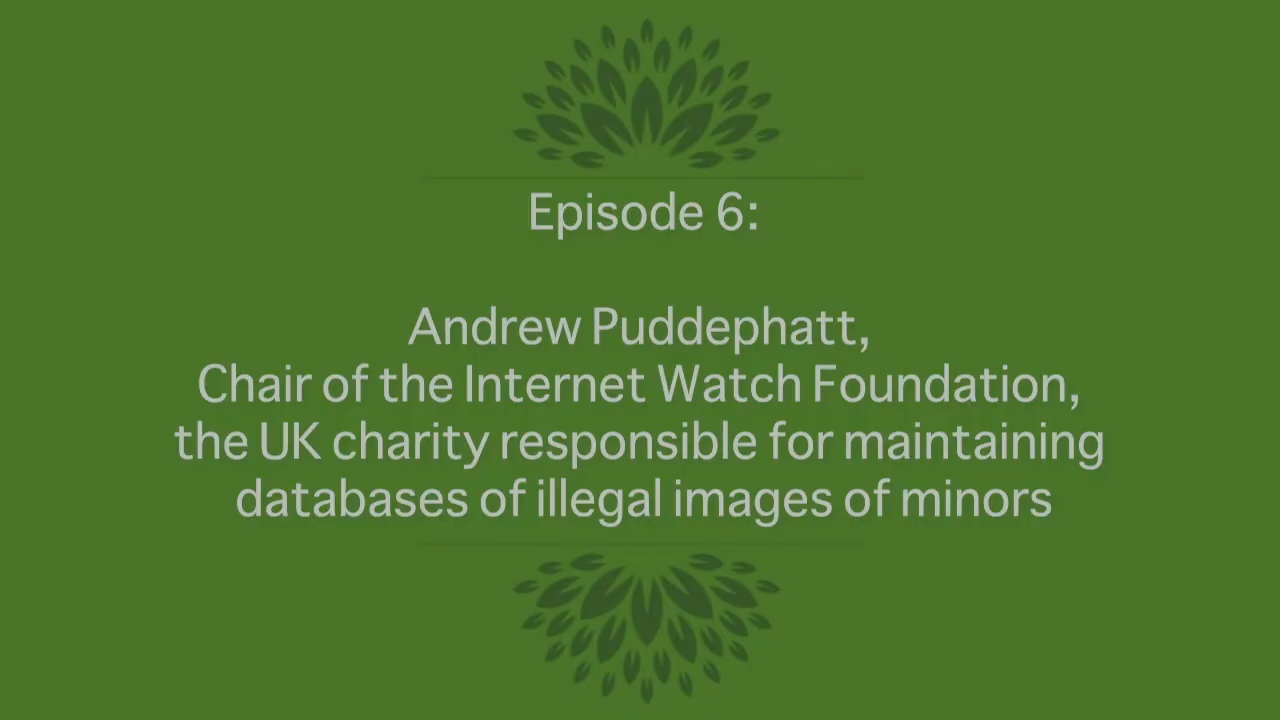 Episode 6:
Andrew Puddephatt,
Chair of the Internet Watch Foundation,
the UK charity responsible for maintaining
databases of illegal images of minors